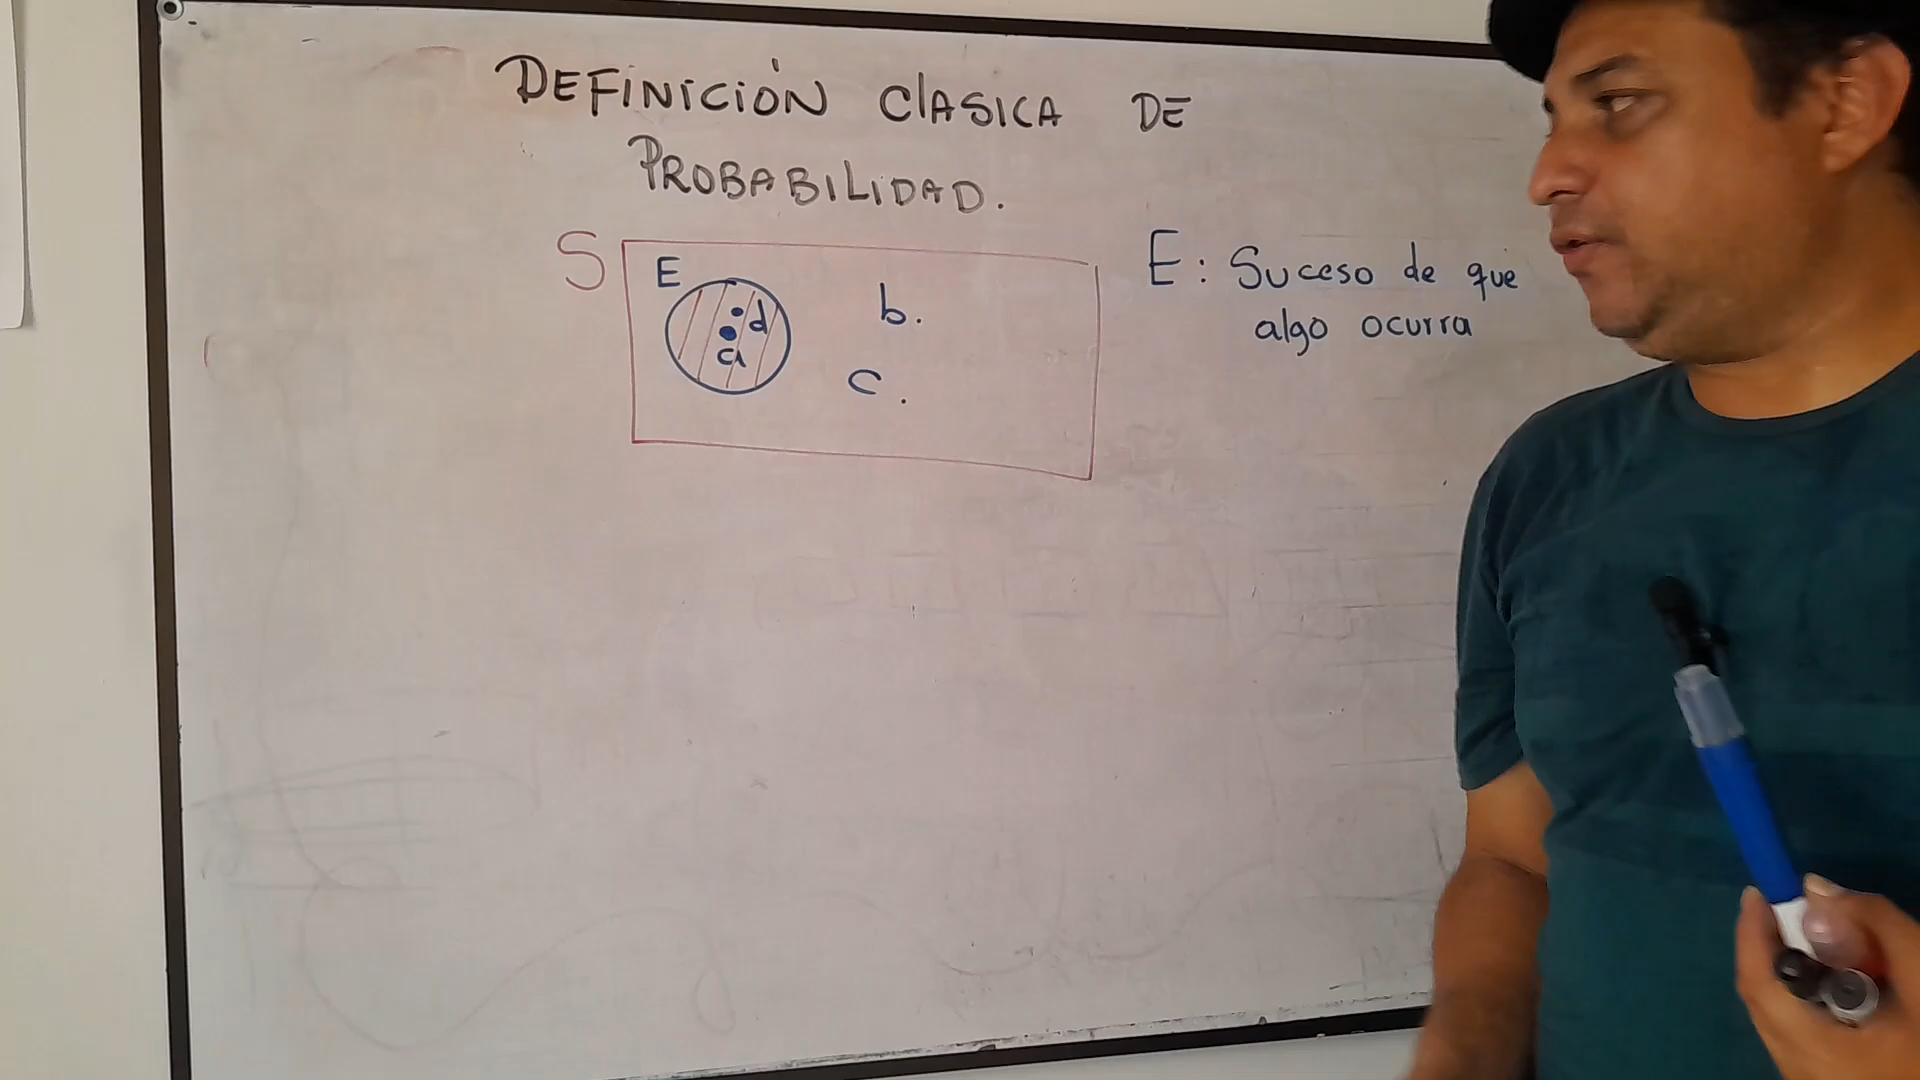 DEFINICIÓN CLASICA DE
PROBABILIDAD.
S
E
d
a
b.
c.
E: Suceso de que
algo ocurra